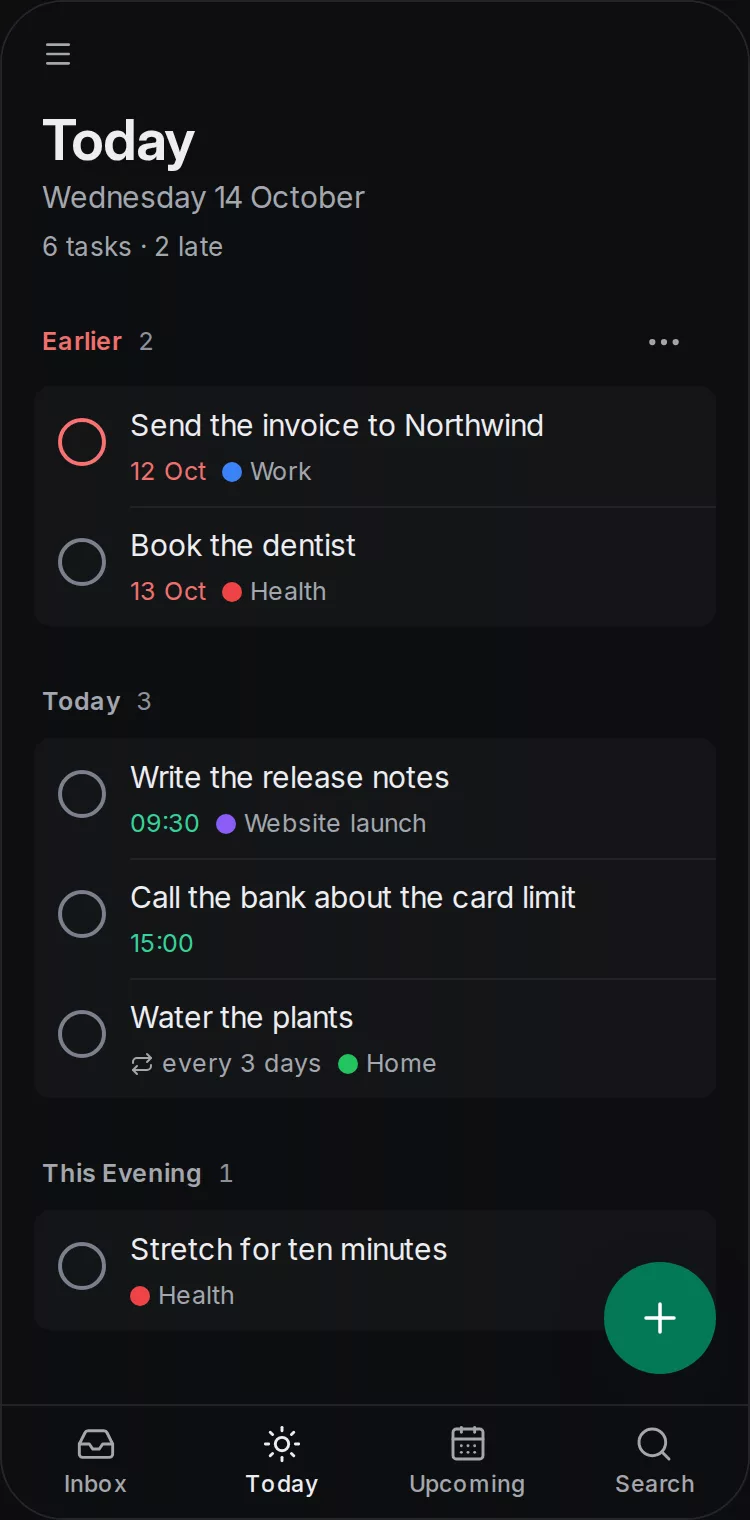 Today
Wednesday 14 October
6 tasks · 2 late
Earlier 2
Send the invoice to Northwind
12 Oct Work
Book the dentist
13 Oct Health
Today 3
Write the release notes
09:30 Website launch
Call the bank about the card limit
15:00
Water the plants
every 3 days Home
This Evening 1
Stretch for ten minutes
Health
Inbox Today Upcoming Search